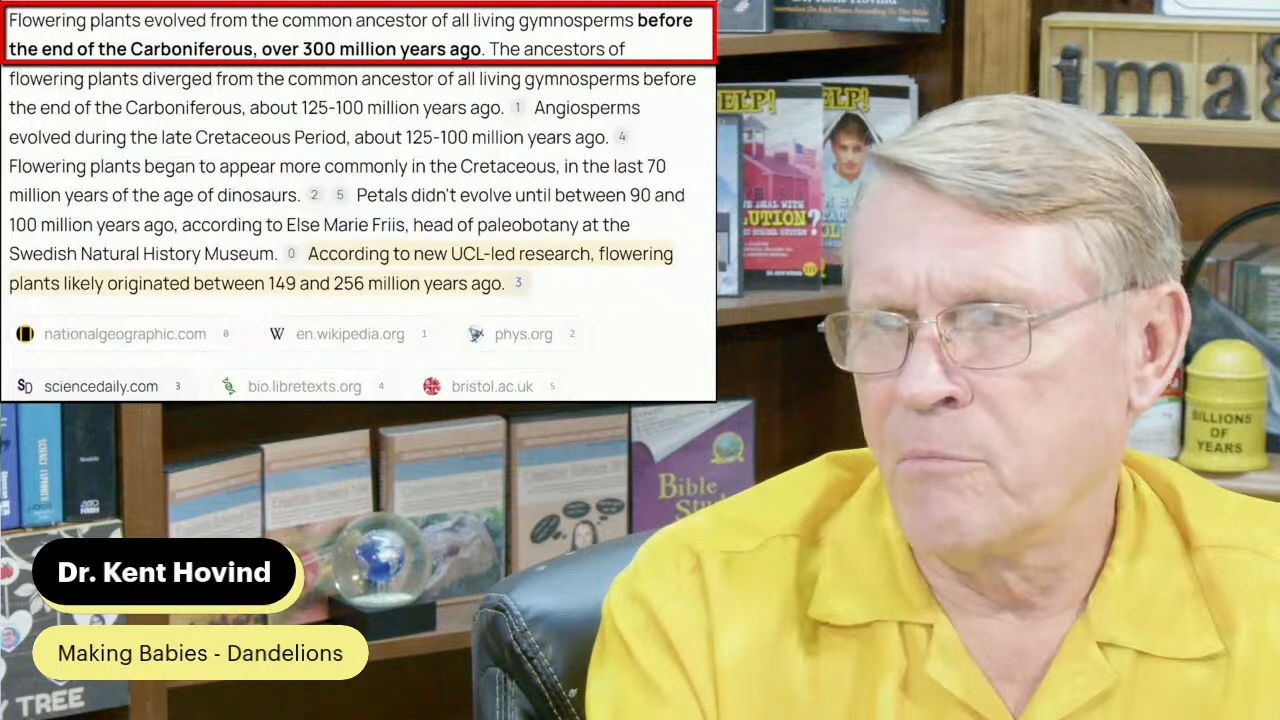 Flowering plants evolved from the common ancestor of all living gymnosperms before
the end of the Carboniferous, over 300 million years ago. The ancestors of
flowering plants diverged from the common ancestor of all living gymnosperms before
the end of the Carboniferous, about 125-100 million years ago. 1 Angiosperms
evolved during the late Cretaceous Period, about 125-100 million years ago. 4
Flowering plants began to appear more commonly in the Cretaceous, in the last 70
million years of the age of dinosaurs. 2 5 Petals didn't evolve until between 90 and
100 million years ago, according to Else Marie Friis, head of paleobotany at the
Swedish Natural History Museum. 0 According to new UCL-led research, flowering
plants likely originated between 149 and 256 million years ago. 3
nationalgeographic.com 0 W en.wikipedia.org 1 phys.org 2
SD sciencedaily.com 3 bio.libretexts.org 4 bristol.ac.uk 5
imag
ELP! ELP!
DEAL WITH
UTION?
BILLIONS
OF
YEARS
Bible
Stu
Dr. Kent Hovind
Making Babies - Dandelions
TREE